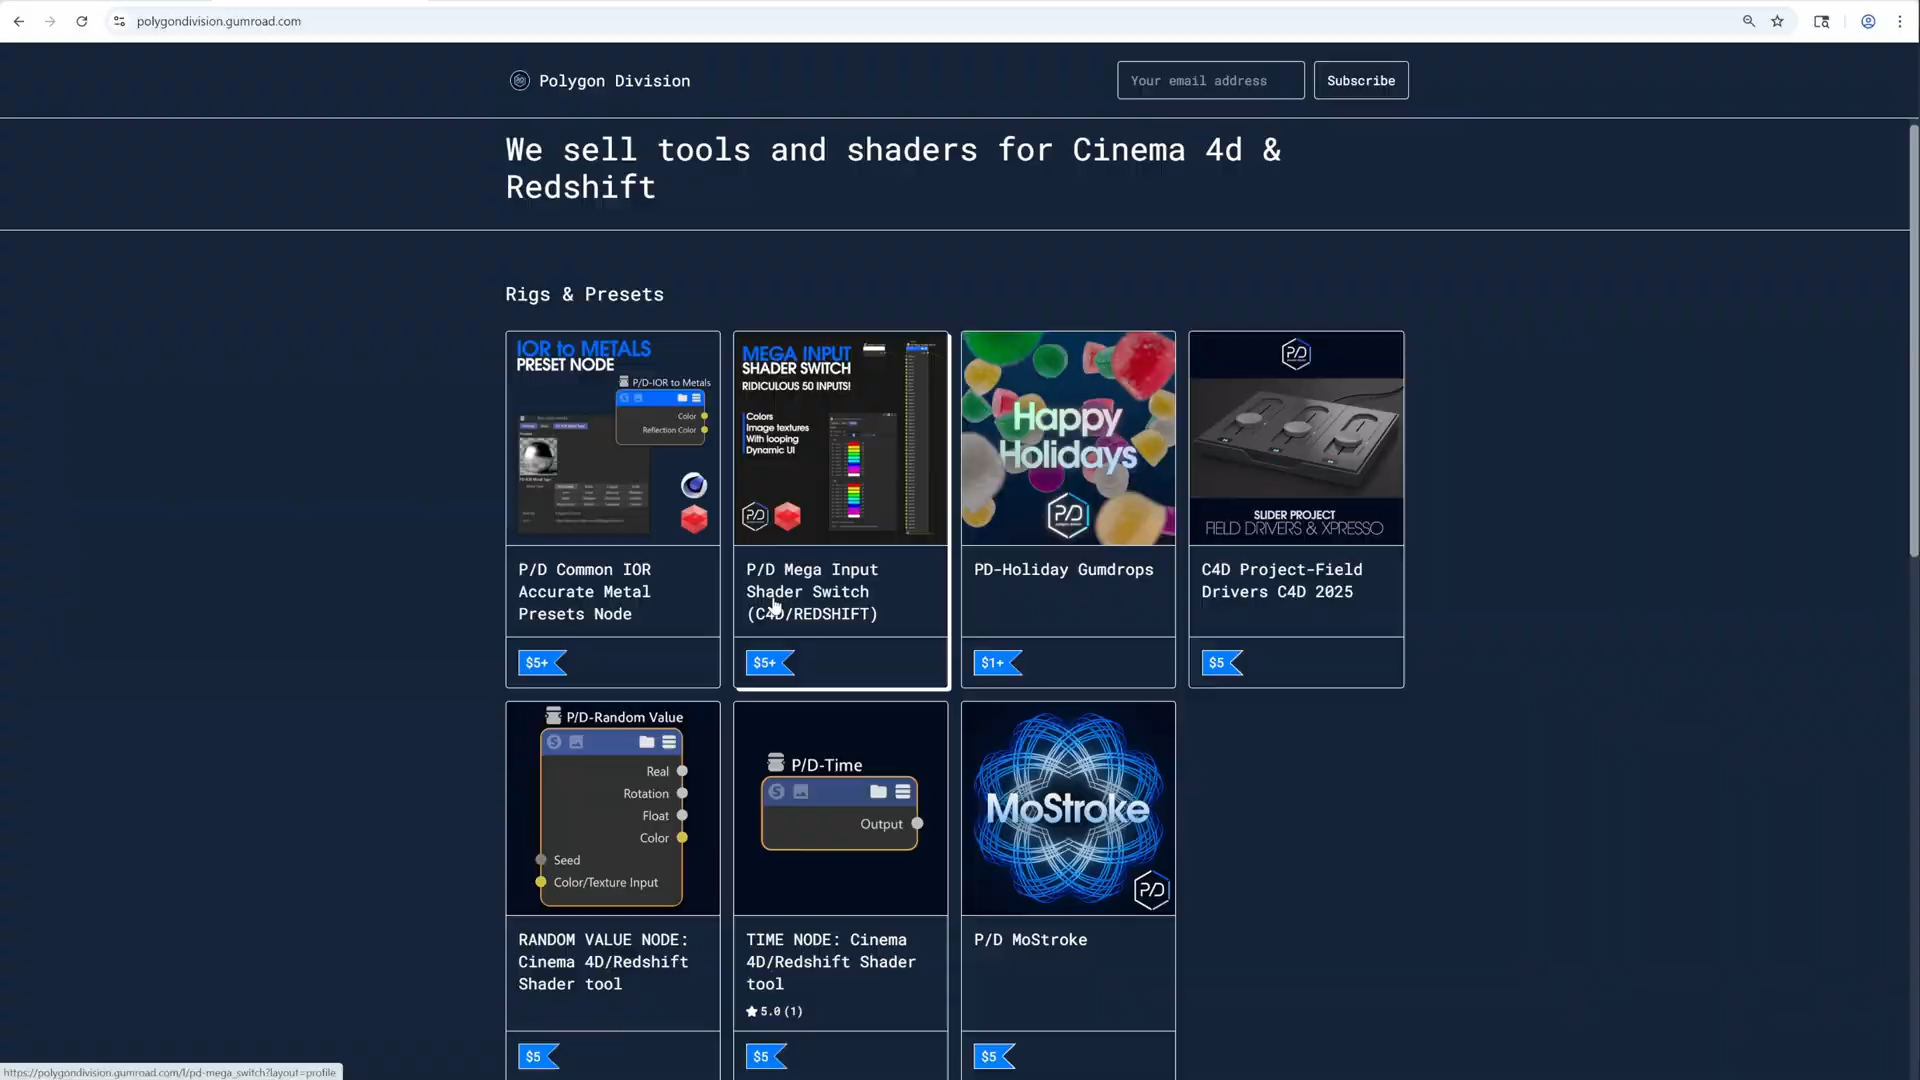 polygondivision.gumroad.com
Polygon Division
Your email address
Subscribe
We sell tools and shaders for Cinema 4d &
Redshift
Rigs & Presets
IOR to METALS
PRESET NODE
P/D-IOR to Metals
Color
Reflection Color
P/D Common IOR
Accurate Metal
Presets Node
$5+
MEGA INPUT
SHADER SWITCH
RIDICULOUS 50 INPUTS!
Colors
Image textures
With looping
Dynamic UI
P/D
P/D Mega Input
Shader Switch
(C4D/REDSHIFT)
$5+
Happy
Holidays
P/D
PD-Holiday Gumdrops
$1+
P/D
SLIDER PROJECT
FIELD DRIVERS & XPRESSO
C4D Project-Field
Drivers C4D 2025
$5
P/D-Random Value
Real
Rotation
Float
Color
Seed
Color/Texture Input
RANDOM VALUE NODE:
Cinema 4D/Redshift
Shader tool
$5
P/D-Time
Output
TIME NODE: Cinema
4D/Redshift Shader
tool
5.0 (1)
$5
MoStroke
P/D
P/D MoStroke
$5
https://polygondivision.gumroad.com/l/pd-mega_switch?layout=profile